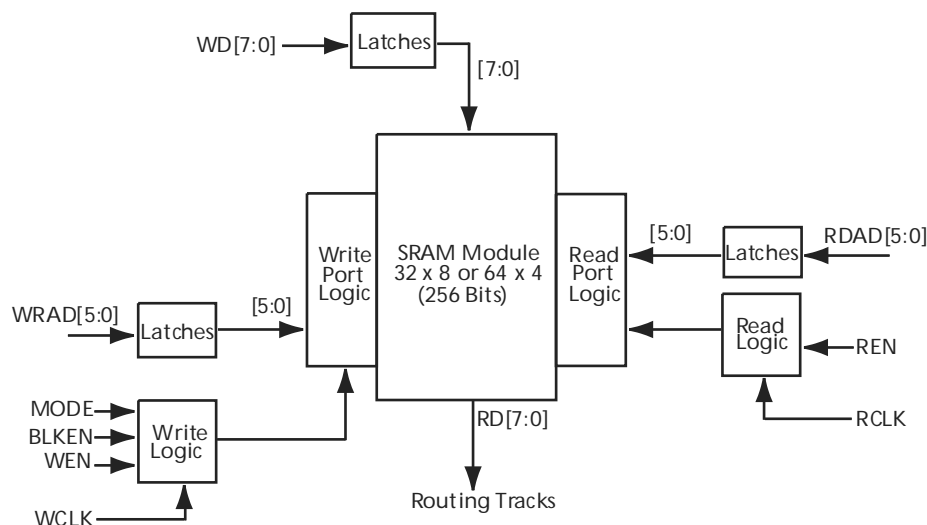 WD[7:0]
Latches
[7:0]
Write
Port
Logic
SRAM Module
32 x 8 or 64 x 4
(256 Bits)
Read
Port
Logic
[5:0]
Latches
RDAD[5:0]
WRAD[5:0]
Latches
[5:0]
Read
Logic
REN
RCLK
MODE
BLKEN
WEN
Write
Logic
WCLK
RD[7:0]
Routing Tracks